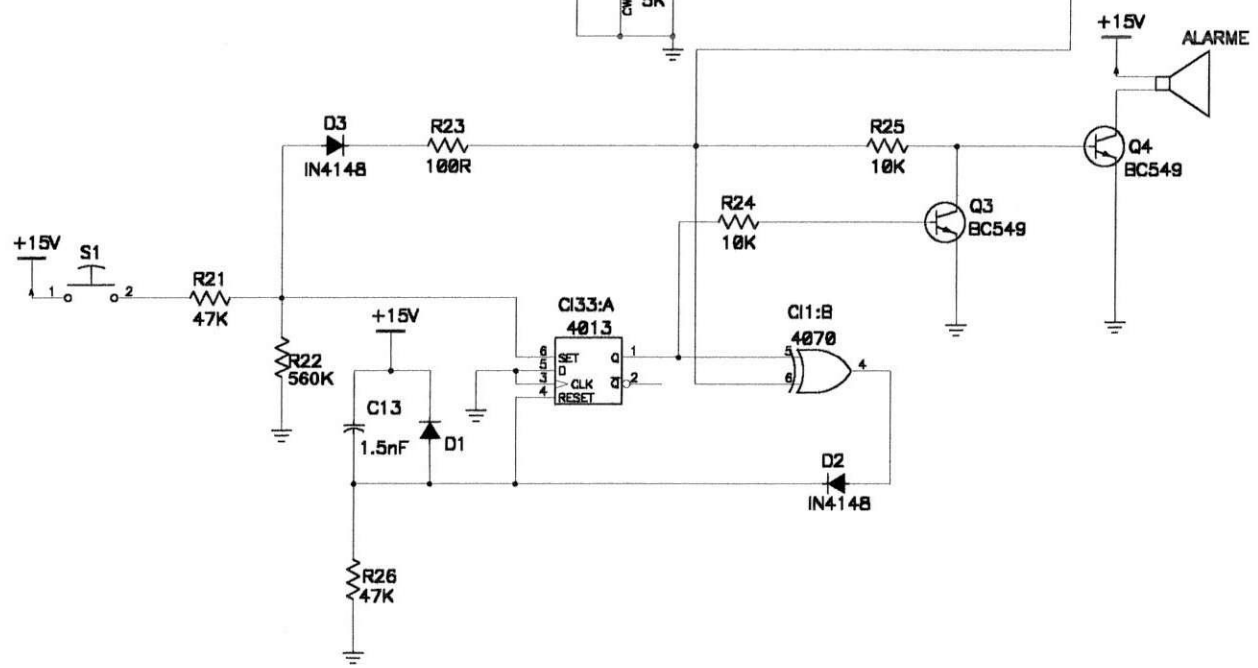 CW
5K
+15V
ALARME
D3
IN4148
R23
100R
R25
10K
Q4
BC549
R24
10K
Q3
BC549
+15V
S1
1
2
R21
47K
R22
560K
+15V
C13
1.5nF
D1
CI33:A
4013
6
5
3
4
SET
D
CLK
RESET
Q
Q
1
2
CI1:B
4070
5
6
4
D2
IN4148
R26
47K